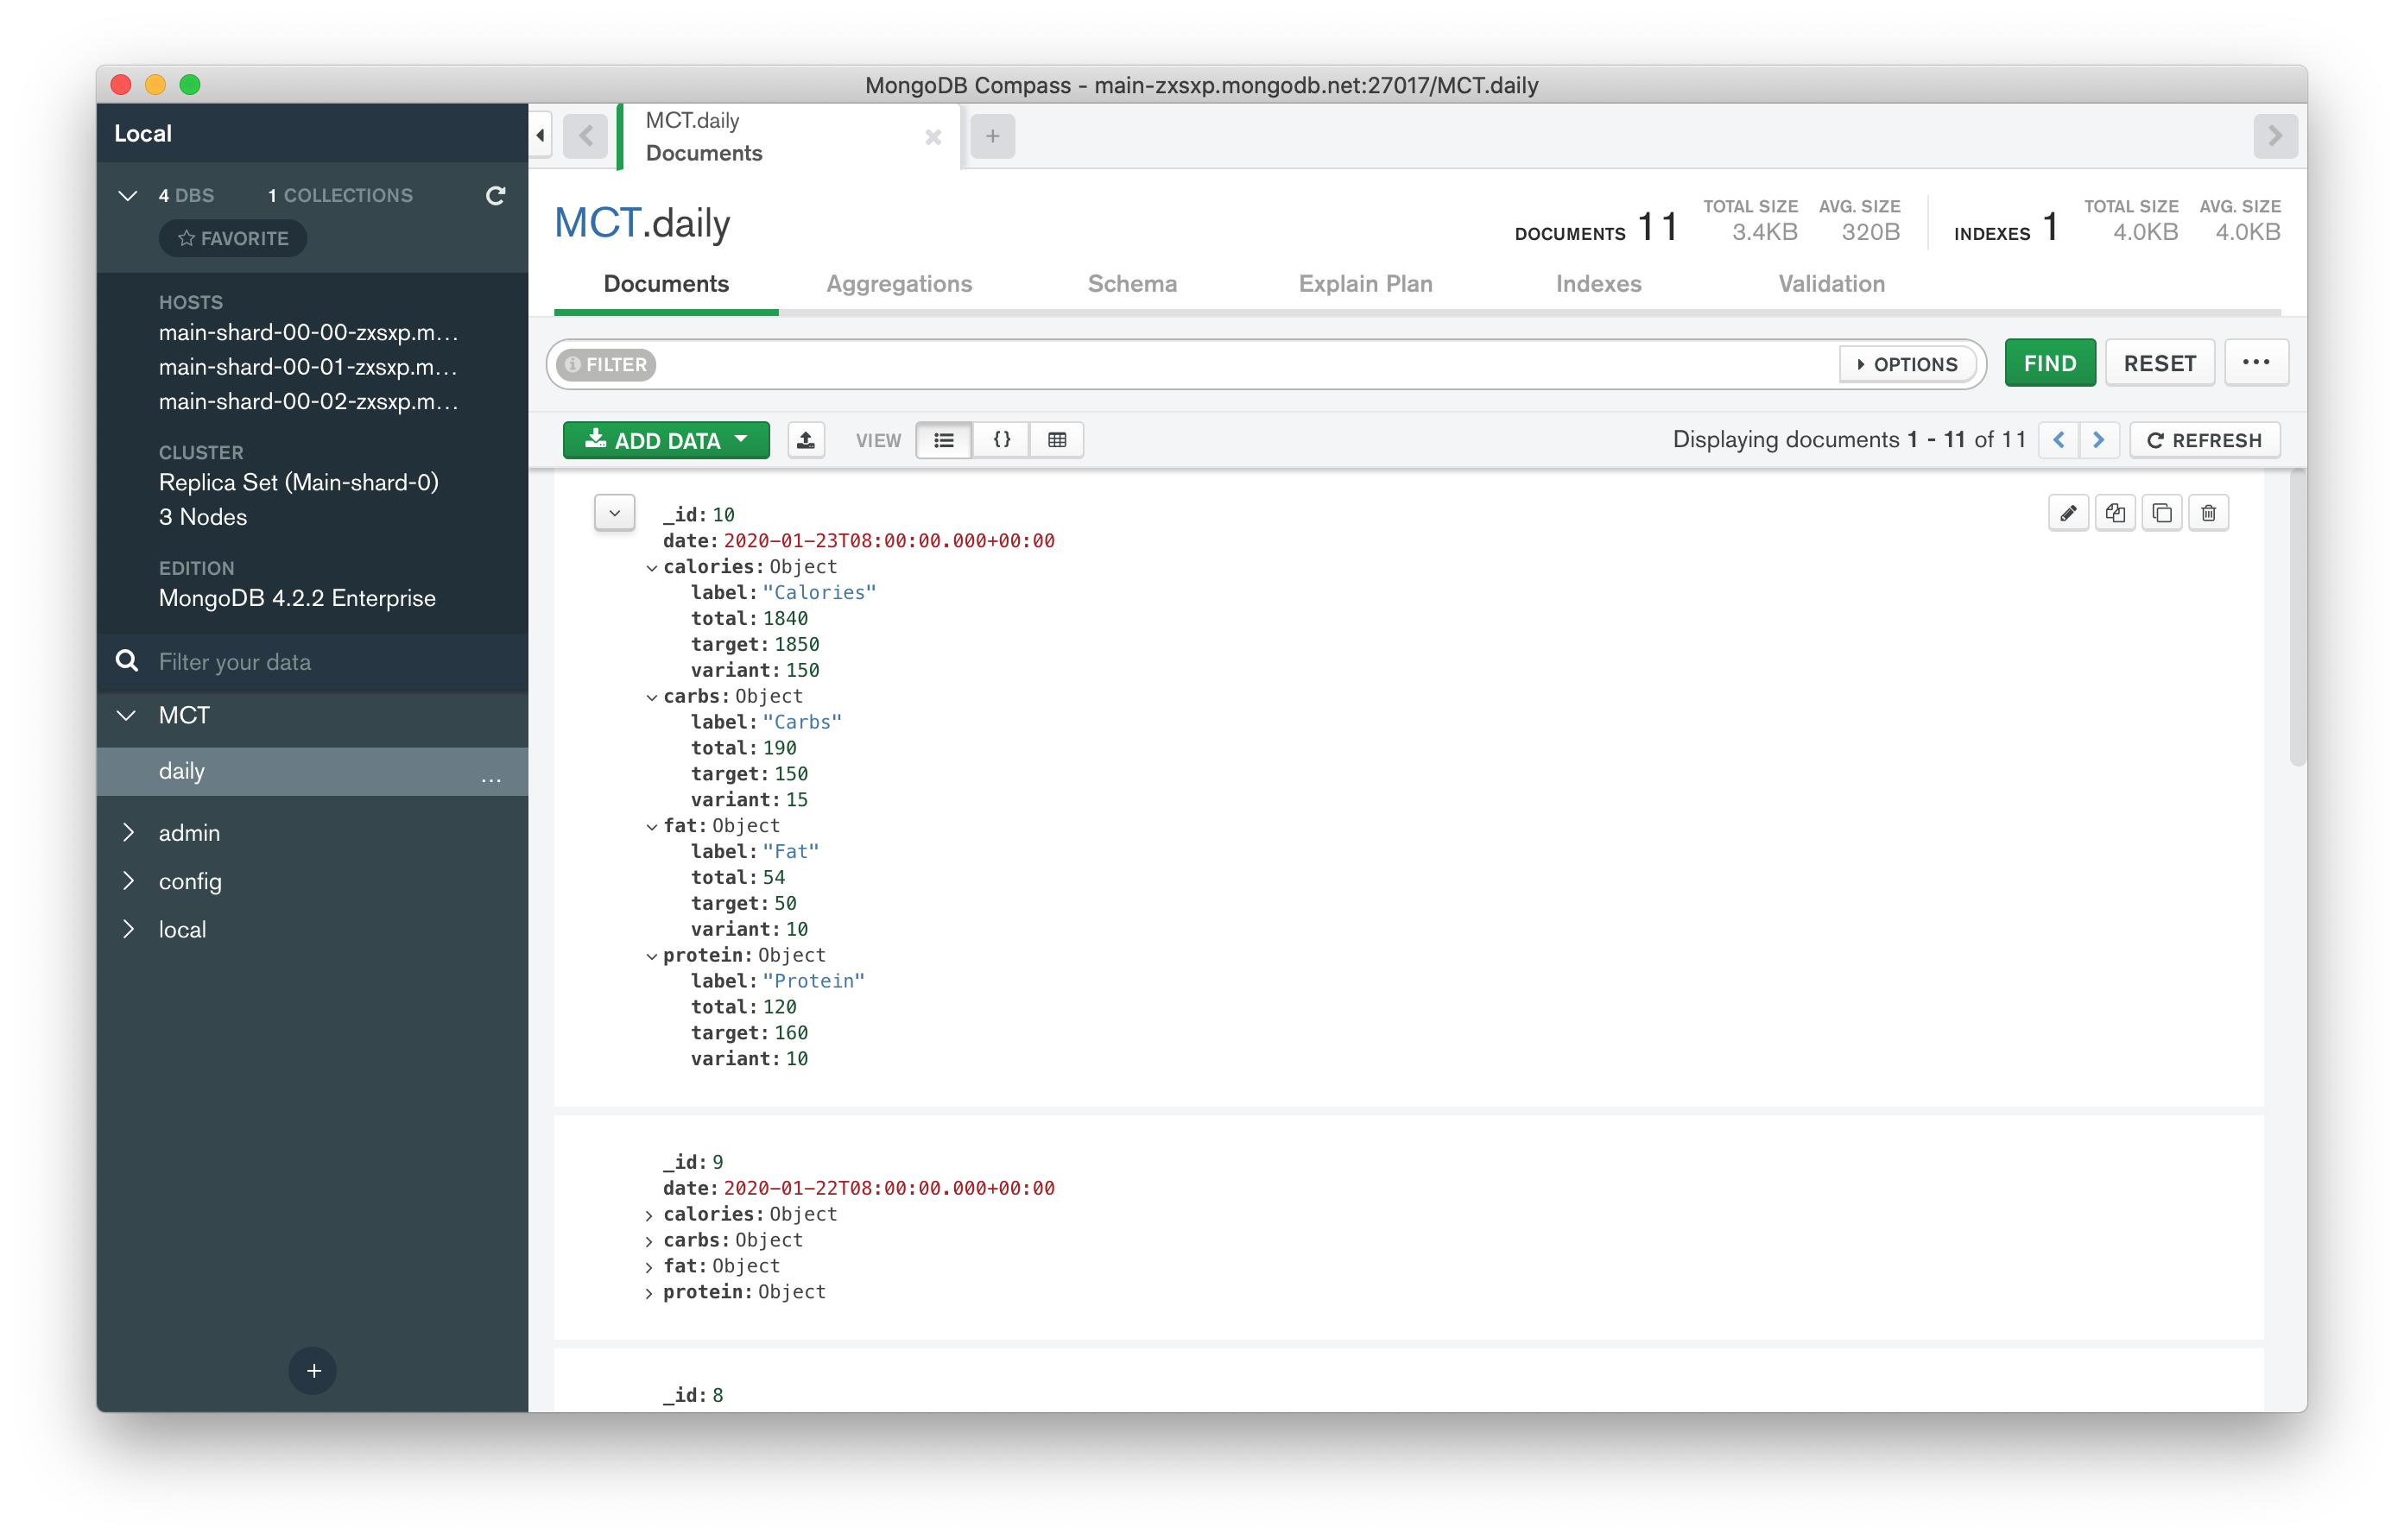 MongoDB Compass - main-zxsxp.mongodb.net:27017/MCT.daily
Local
4 DBS 1 COLLECTIONS
FAVORITE
HOSTS
main-shard-00-00-zxsxp.m...
main-shard-00-01-zxsxp.m...
main-shard-00-02-zxsxp.m...
CLUSTER
Replica Set (Main-shard-0)
3 Nodes
EDITION
MongoDB 4.2.2 Enterprise
Filter your data
MCT
daily ...
admin
config
local
+
MCT.daily
Documents
+
MCT.daily
DOCUMENTS 11 TOTAL SIZE 3.4KB AVG. SIZE 320B
INDEXES 1 TOTAL SIZE 4.0KB AVG. SIZE 4.0KB
Documents Aggregations Schema Explain Plan Indexes Validation
FILTER OPTIONS FIND RESET ...
ADD DATA VIEW {} Displaying documents 1 - 11 of 11 REFRESH
_id: 10
date: 2020-01-23T08:00:00.000+00:00
calories: Object
label: "Calories"
total: 1840
target: 1850
variant: 150
carbs: Object
label: "Carbs"
total: 190
target: 150
variant: 15
fat: Object
label: "Fat"
total: 54
target: 50
variant: 10
protein: Object
label: "Protein"
total: 120
target: 160
variant: 10
_id: 9
date: 2020-01-22T08:00:00.000+00:00
calories: Object
carbs: Object
fat: Object
protein: Object
_id: 8